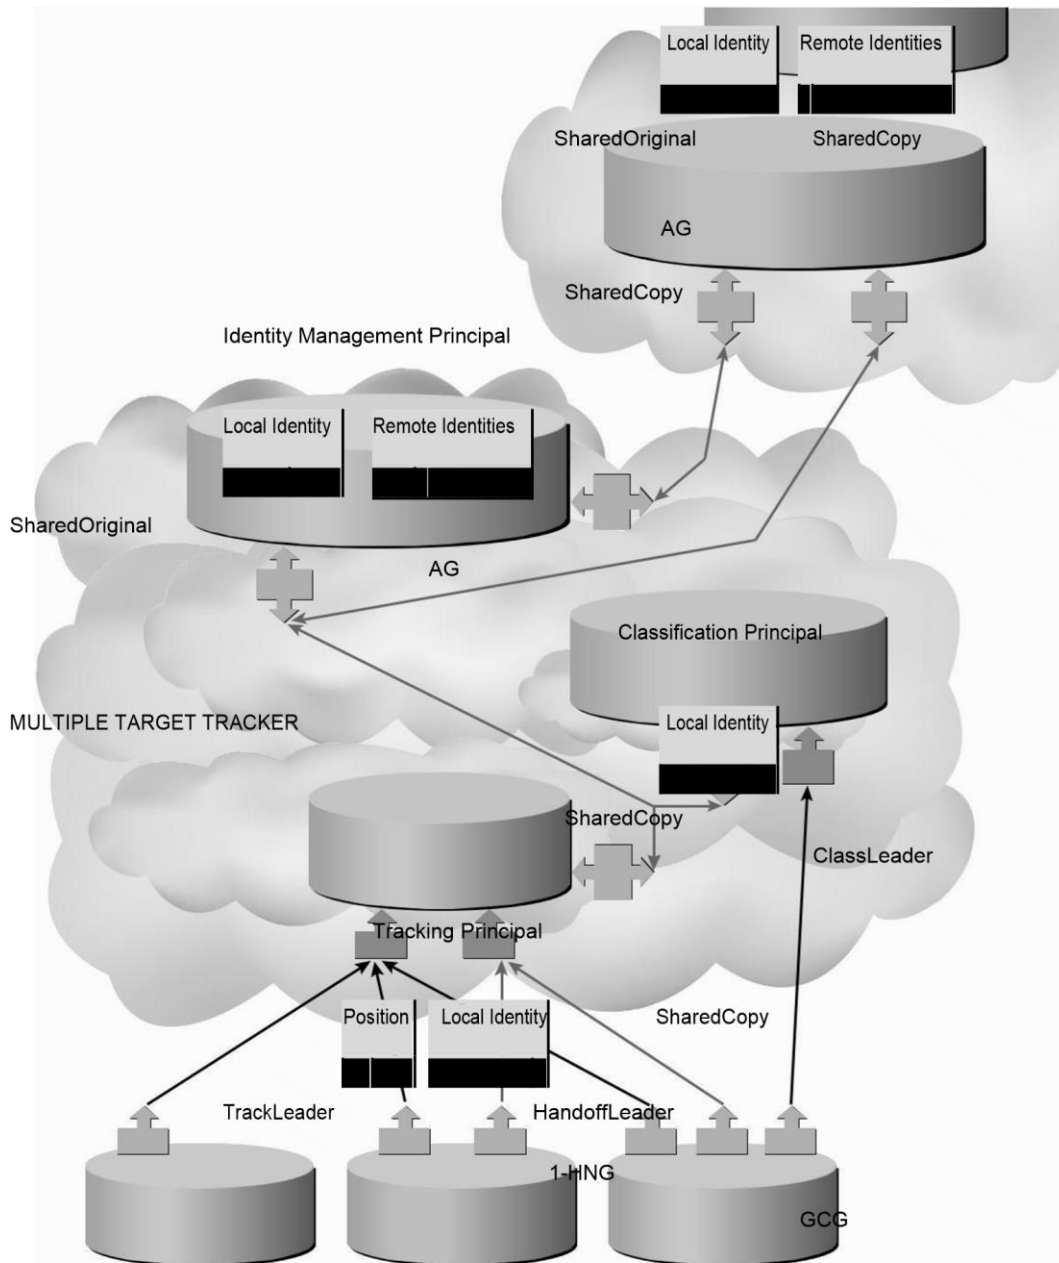 Local Identity
Remote Identities
SharedOriginal
SharedCopy
AG
SharedCopy
Identity Management Principal
Local Identity
Remote Identities
SharedOriginal
AG
Classification Principal
MULTIPLE TARGET TRACKER
Local Identity
SharedCopy
ClassLeader
Tracking Principal
Position
Local Identity
SharedCopy
TrackLeader
HandoffLeader
1-HNG
GCG